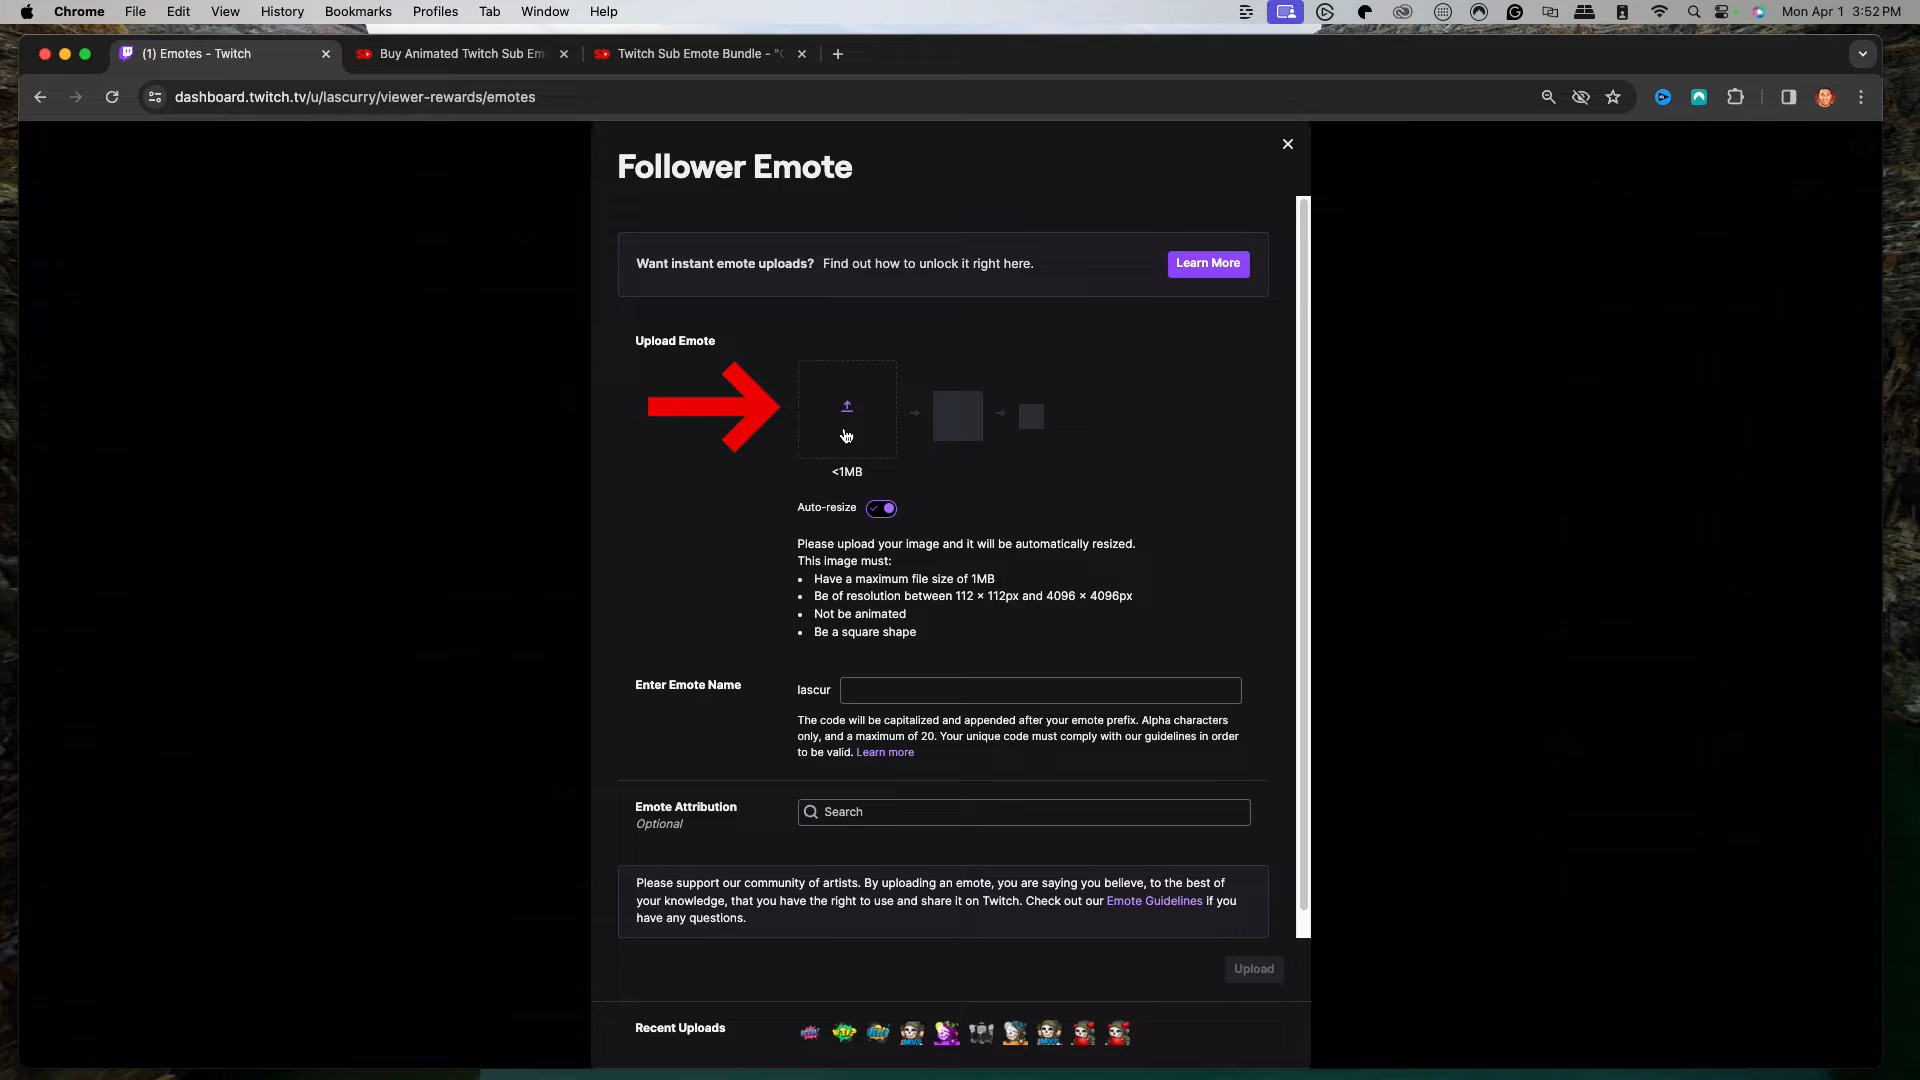 Chrome File Edit View History Bookmarks Profiles Tab Window Help Mon Apr 1 3:52 PM
(1) Emotes - Twitch Buy Animated Twitch Sub Em Twitch Sub Emote Bundle - "
dashboard.twitch.tv/u/lascurry/viewer-rewards/emotes
Follower Emote
Want instant emote uploads? Find out how to unlock it right here. Learn More
Upload Emote
<1MB
Auto-resize
Please upload your image and it will be automatically resized.
This image must:
• Have a maximum file size of 1MB
• Be of resolution between 112 × 112px and 4096 × 4096px
• Not be animated
• Be a square shape
Enter Emote Name lascur
The code will be capitalized and appended after your emote prefix. Alpha characters
only, and a maximum of 20. Your unique code must comply with our guidelines in order
to be valid. Learn more
Emote Attribution Search
Optional
Please support our community of artists. By uploading an emote, you are saying you believe, to the best of
your knowledge, that you have the right to use and share it on Twitch. Check out our Emote Guidelines if you
have any questions.
Upload
Recent Uploads